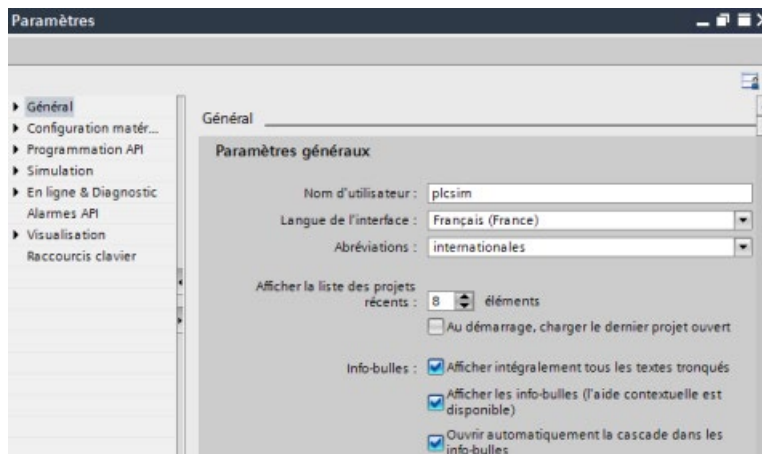 Paramètres
Général
Configuration matér...
Programmation API
Simulation
En ligne & Diagnostic
Alarmes API
Visualisation
Raccourcis clavier
Général
Paramètres généraux
Nom d'utilisateur : plcsim
Langue de l'interface : Français (France)
Abréviations : internationales
Afficher la liste des projets
récents : 8 éléments
Au démarrage, charger le dernier projet ouvert
Info-bulles : Afficher intégralement tous les textes tronqués
Afficher les info-bulles (l'aide contextuelle est
disponible)
Ouvrir automatiquement la cascade dans les
info-bulles